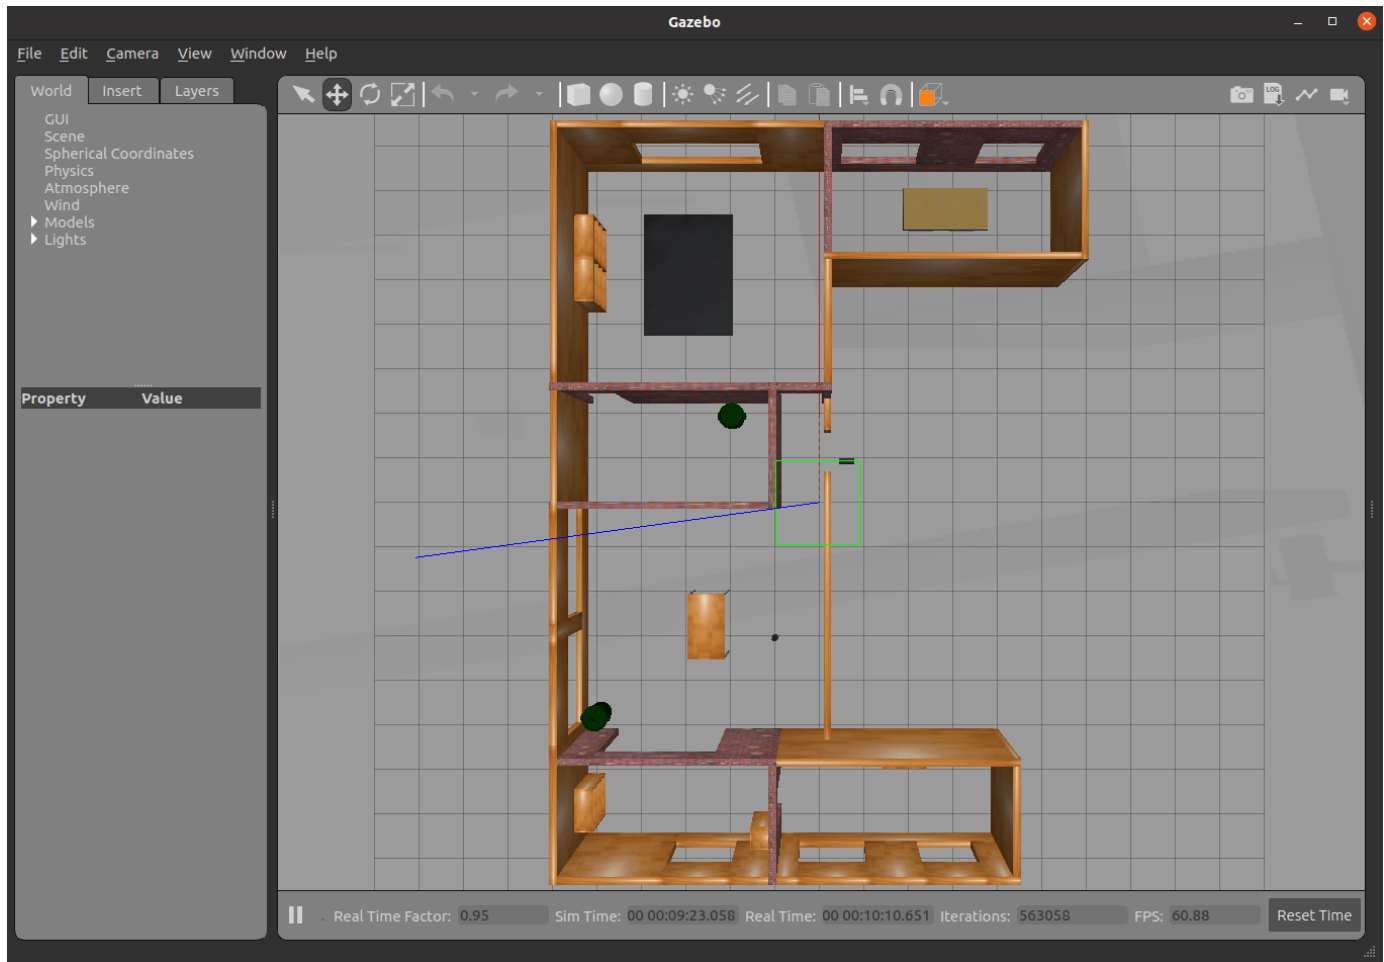 Gazebo
File Edit Camera View Window Help
World Insert Layers
GUI
Scene
Spherical Coordinates
Physics
Atmosphere
Wind
Models
Lights
Property Value
LOG
Real Time Factor: 0.95 Sim Time: 00 00:09:23.058 Real Time: 00 00:10:10.651 Iterations: 563058 FPS: 60.88 Reset Time